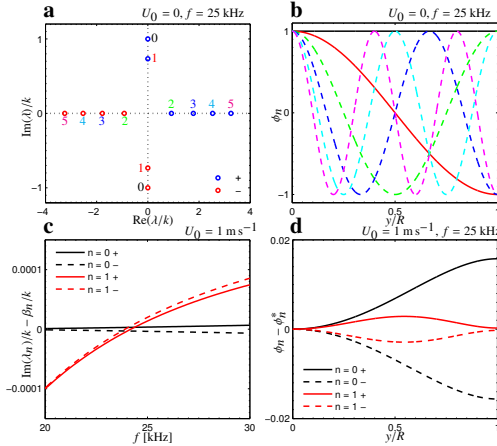 a
U0 = 0, f = 25 kHz
Im(λ)/k
1
0
−1
0
1
5
4
3
2
2
3
4
5
1
0
+
−
−4
−2
0
2
4
Re(λ/k)
b
U0 = 0, f = 25 kHz
ϕn
1
0
−1
0
0.5
1
y/R
c
U0 = 1 m s−1
Im(λn)/k − βn/k
0.0001
0
−0.0001
n = 0 +
n = 0 −
n = 1 +
n = 1 −
20
25
30
f [kHz]
d
U0 = 1 m s−1, f = 25 kHz
ϕn − ϕn*
0.02
0
−0.02
n = 0 +
n = 0 −
n = 1 +
n = 1 −
0
0.5
1
y/R